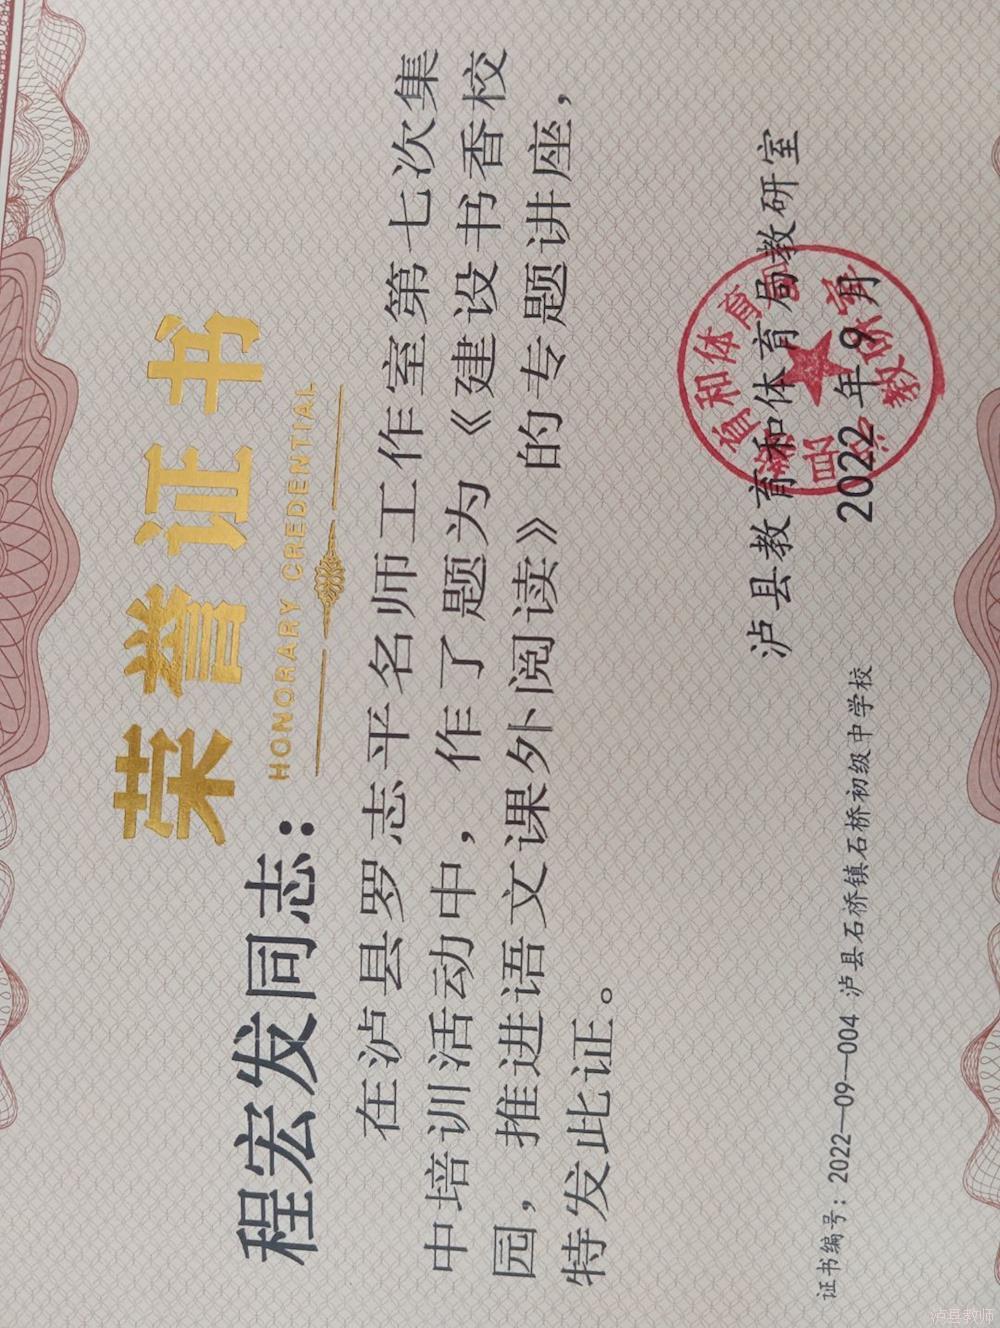 荣誉证书
HONORARY CREDENTIAL
程宏发同志：
在泸县罗志平名师工作室第七次集
中培训活动中，作了题为《建设书香校
园，推进语文课外阅读》的专题讲座，
特发此证。
泸县教育和体育局教研室
2022年9月
证书编号：2022—09—004 泸县石桥镇石桥初级中学校
泸县教师